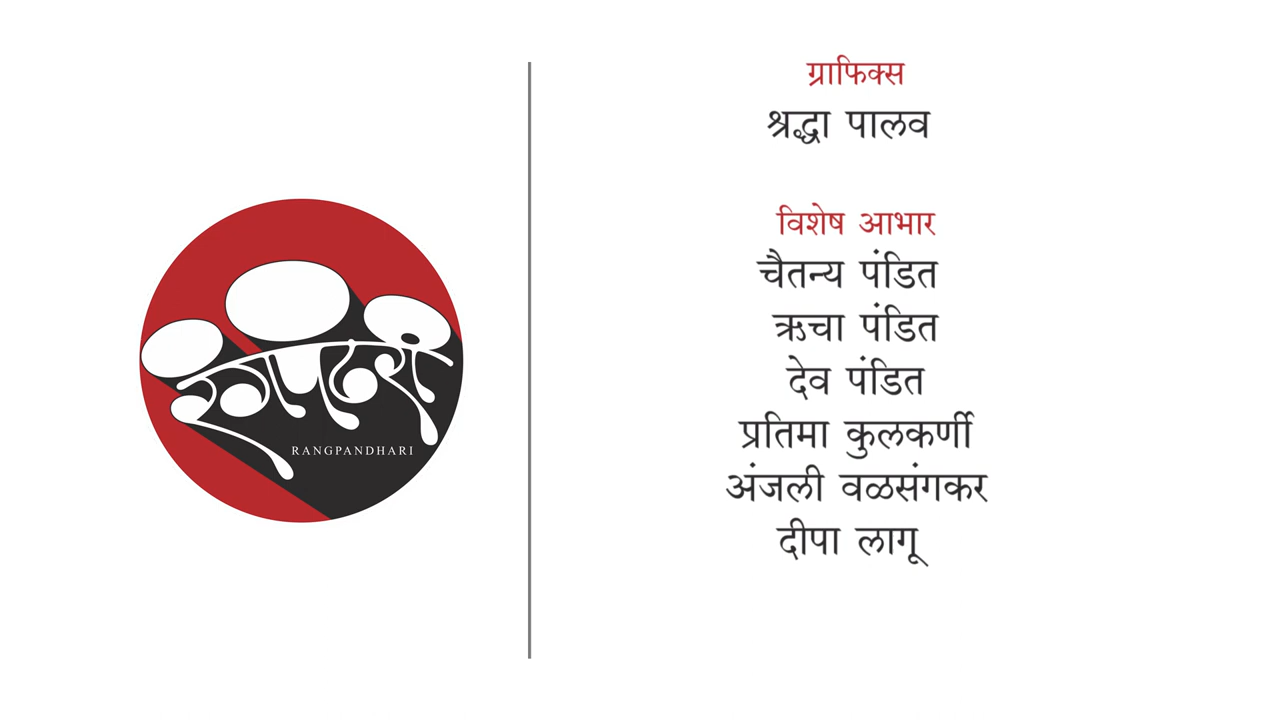 रंगपंढरी
RANGPANDHARI
ग्राफिक्स
श्रद्धा पालव
विशेष आभार
चैतन्य पंडित
ऋचा पंडित
देव पंडित
प्रतिमा कुलकर्णी
अंजली वळसंगकर
दीपा लागू